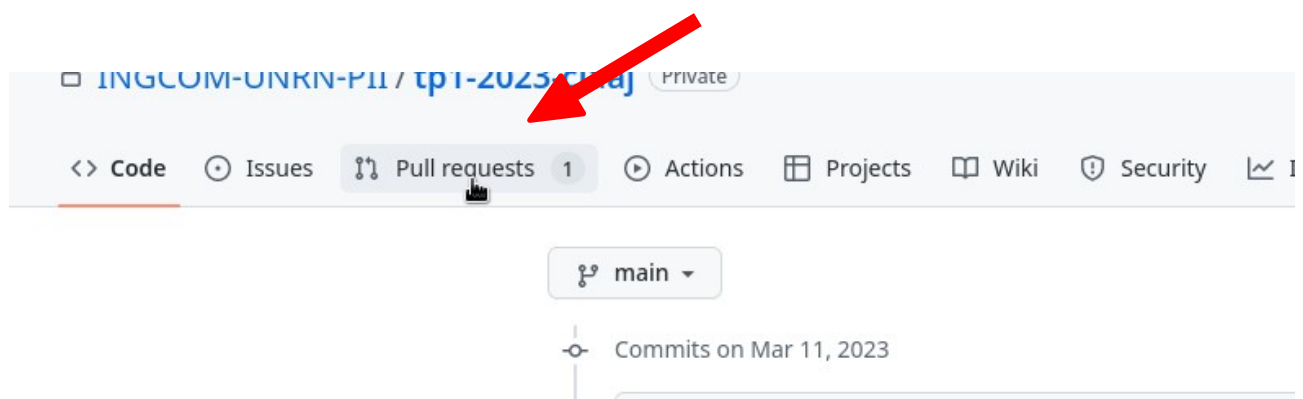 INGCOM-UNRN-PII / tp1-2023- Private
Code Issues Pull requests 1 Actions Projects Wiki Security
main
Commits on Mar 11, 2023